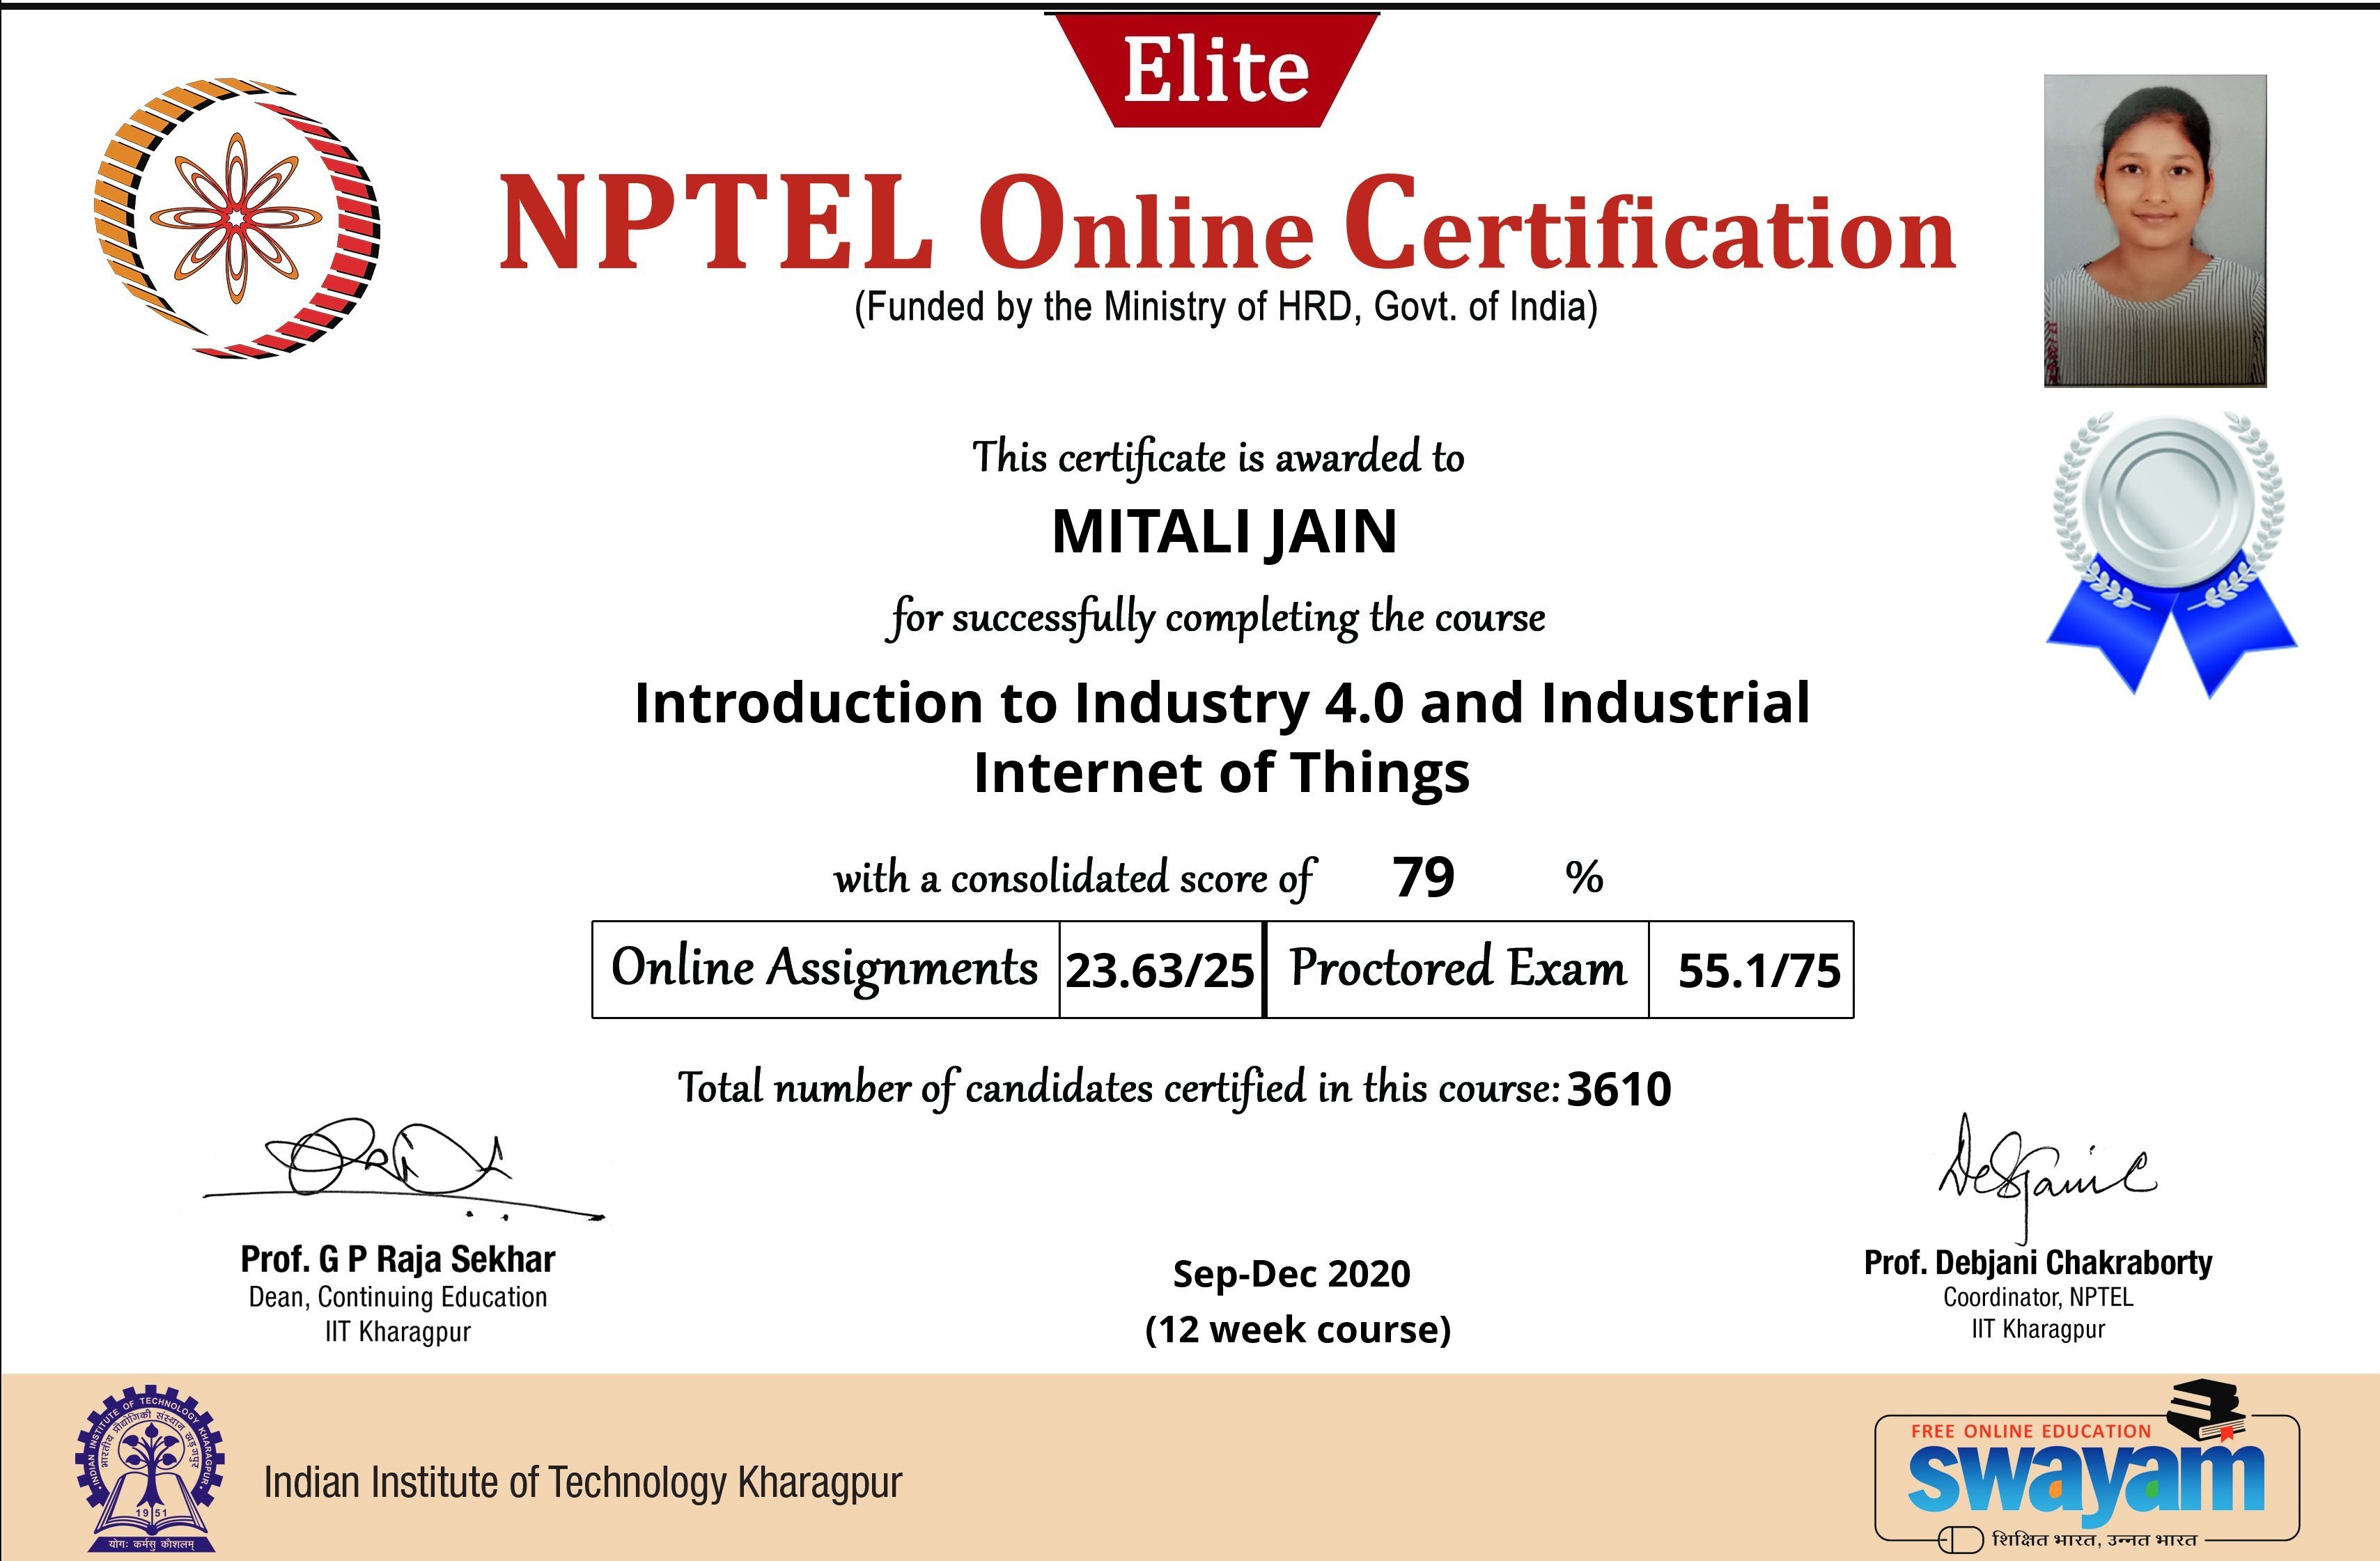 Elite
NPTEL Online Certification
(Funded by the Ministry of HRD, Govt. of India)
This certificate is awarded to
MITALI JAIN
for successfully completing the course
Introduction to Industry 4.0 and Industrial
Internet of Things
with a consolidated score of 79 %
Online Assignments 23.63/25 Proctored Exam 55.1/75
Total number of candidates certified in this course: 3610
Prof. G P Raja Sekhar
Dean, Continuing Education
IIT Kharagpur
Sep-Dec 2020
(12 week course)
Debjani
Prof. Debjani Chakraborty
Coordinator, NPTEL
IIT Kharagpur
INDIAN INSTITUTE OF TECHNOLOGY KHARAGPUR
भारतीय प्रौद्योगिकी संस्थान खड़गपुर
1951
योगः कर्मसु कौशलम्
Indian Institute of Technology Kharagpur
FREE ONLINE EDUCATION
swayam
शिक्षित भारत, उन्नत भारत